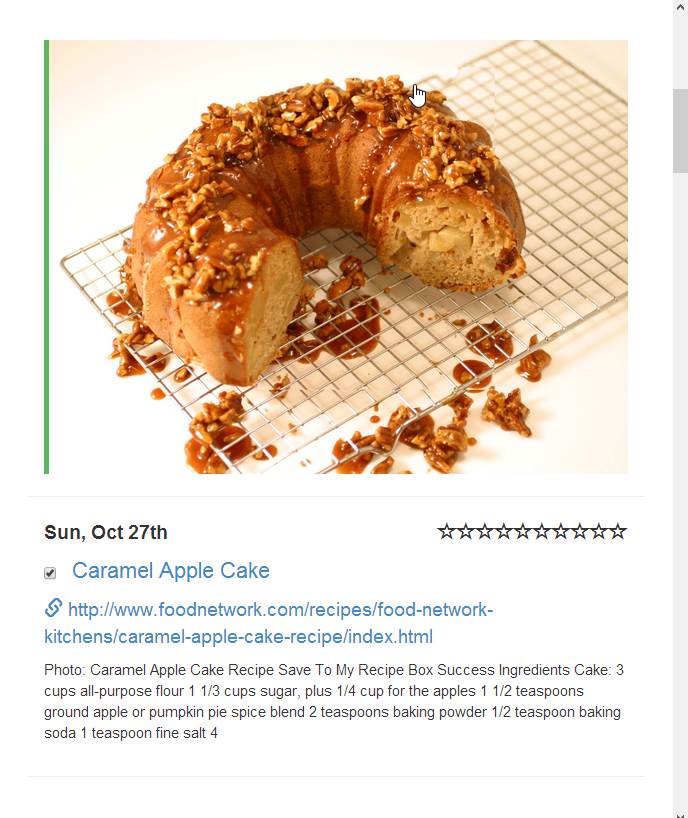 Sun, Oct 27th ☆☆☆☆☆☆☆☆☆☆
Caramel Apple Cake
http://www.foodnetwork.com/recipes/food-network-
kitchens/caramel-apple-cake-recipe/index.html
Photo: Caramel Apple Cake Recipe Save To My Recipe Box Success Ingredients Cake: 3
cups all-purpose flour 1 1/3 cups sugar, plus 1/4 cup for the apples 1 1/2 teaspoons
ground apple or pumpkin pie spice blend 2 teaspoons baking powder 1/2 teaspoon baking
soda 1 teaspoon fine salt 4